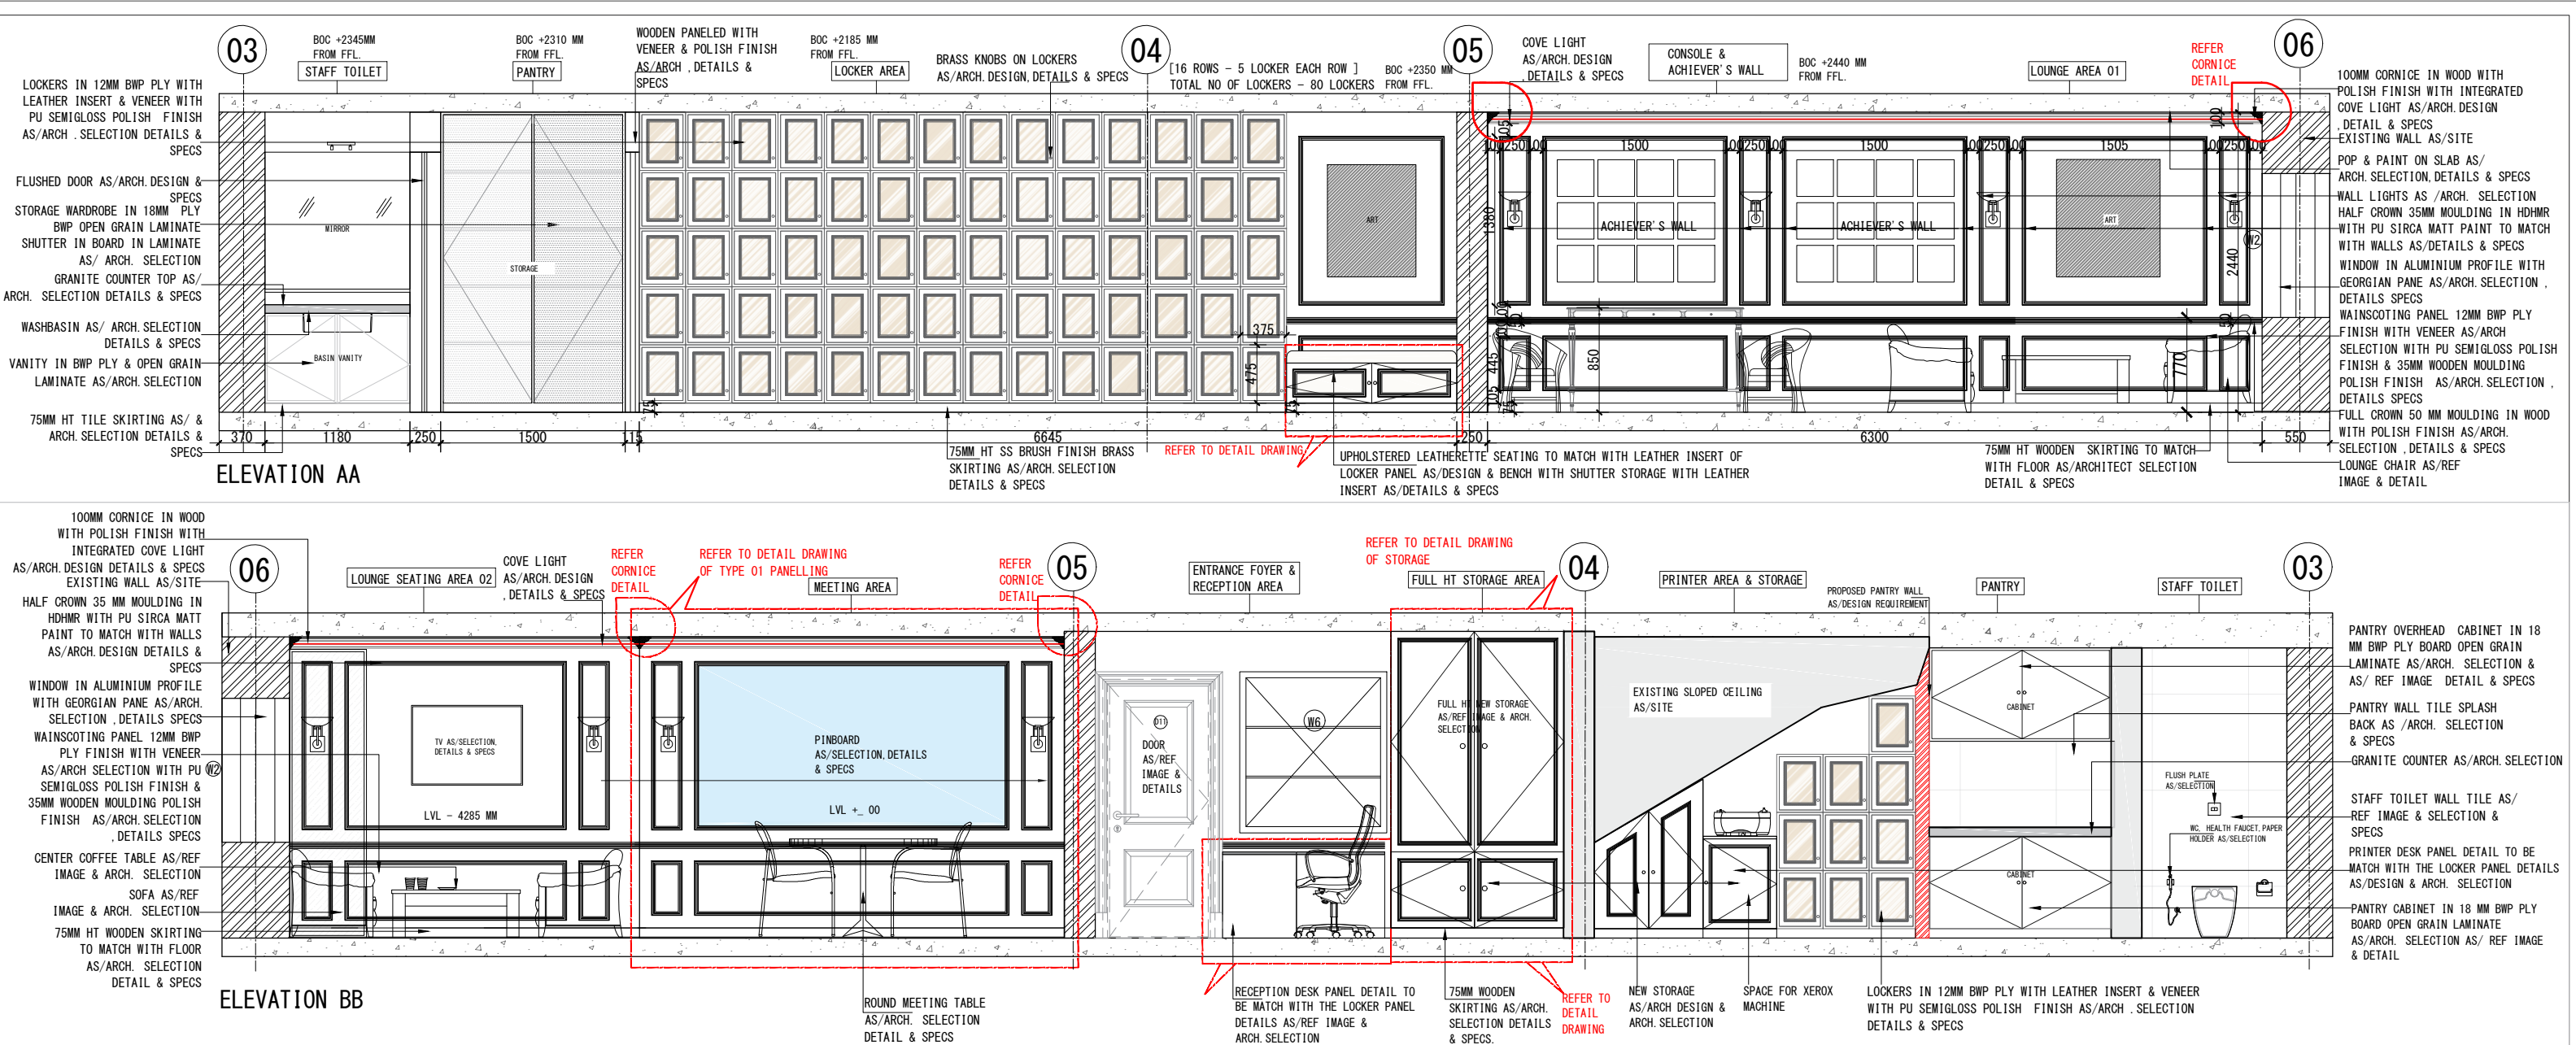 03
BOC +2345MM
FROM FFL.
STAFF TOILET
BOC +2310 MM
FROM FFL.
PANTRY
WOODEN PANELED WITH
VENEER & POLISH FINISH
AS/ARCH , DETAILS &
SPECS
BOC +2185 MM
FROM FFL.
LOCKER AREA
BRASS KNOBS ON LOCKERS
AS/ARCH. DESIGN, DETAILS & SPECS
04
[16 ROWS - 5 LOCKER EACH ROW ]
TOTAL NO OF LOCKERS - 80 LOCKERS
BOC +2350 MM
FROM FFL.
05
COVE LIGHT
AS/ARCH. DESIGN
, DETAILS & SPECS
CONSOLE &
ACHIEVER'S WALL
BOC +2440 MM
FROM FFL.
LOUNGE AREA 01
REFER
CORNICE
DETAIL
06
LOCKERS IN 12MM BWP PLY WITH
LEATHER INSERT & VENEER WITH
PU SEMIGLOSS POLISH FINISH
AS/ARCH . SELECTION DETAILS &
SPECS
FLUSHED DOOR AS/ARCH. DESIGN &
SPECS
STORAGE WARDROBE IN 18MM PLY
BWP OPEN GRAIN LAMINATE
SHUTTER IN BOARD IN LAMINATE
AS/ ARCH. SELECTION
GRANITE COUNTER TOP AS/
ARCH. SELECTION DETAILS & SPECS
WASHBASIN AS/ ARCH. SELECTION
DETAILS & SPECS
VANITY IN BWP PLY & OPEN GRAIN
LAMINATE AS/ARCH. SELECTION
75MM HT TILE SKIRTING AS/ &
ARCH. SELECTION DETAILS &
SPECS
MIRROR
BASIN VANITY
STORAGE
ART
ACHIEVER'S WALL
ACHIEVER'S WALL
ART
105
1500
1500
1505
250
250
250
250
100
1380
2440
W2
375
475
75
75
445
105
75
850
50
770
370
1180
250
1500
115
6645
250
6300
550
100MM CORNICE IN WOOD WITH
POLISH FINISH WITH INTEGRATED
COVE LIGHT AS/ARCH. DESIGN
, DETAIL & SPECS
EXISTING WALL AS/SITE
POP & PAINT ON SLAB AS/
ARCH. SELECTION, DETAILS & SPECS
WALL LIGHTS AS /ARCH. SELECTION
HALF CROWN 35MM MOULDING IN HDHMR
WITH PU SIRCA MATT PAINT TO MATCH
WITH WALLS AS/DETAILS & SPECS
WINDOW IN ALUMINIUM PROFILE WITH
GEORGIAN PANE AS/ARCH. SELECTION ,
DETAILS SPECS
WAINSCOTING PANEL 12MM BWP PLY
FINISH WITH VENEER AS/ARCH
SELECTION WITH PU SEMIGLOSS POLISH
FINISH & 35MM WOODEN MOULDING
POLISH FINISH AS/ARCH. SELECTION ,
DETAILS SPECS
FULL CROWN 50 MM MOULDING IN WOOD
WITH POLISH FINISH AS/ARCH.
SELECTION , DETAILS & SPECS
LOUNGE CHAIR AS/REF
IMAGE & DETAIL
ELEVATION AA
75MM HT SS BRUSH FINISH BRASS
SKIRTING AS/ARCH. SELECTION
DETAILS & SPECS
REFER TO DETAIL DRAWING
UPHOLSTERED LEATHERETTE SEATING TO MATCH WITH LEATHER INSERT OF
LOCKER PANEL AS/DESIGN & BENCH WITH SHUTTER STORAGE WITH LEATHER
INSERT AS/DETAILS & SPECS
75MM HT WOODEN SKIRTING TO MATCH
WITH FLOOR AS/ARCHITECT SELECTION
DETAIL & SPECS
100MM CORNICE IN WOOD
WITH POLISH FINISH WITH
INTEGRATED COVE LIGHT
AS/ARCH. DESIGN DETAILS & SPECS
EXISTING WALL AS/SITE
HALF CROWN 35 MM MOULDING IN
HDHMR WITH PU SIRCA MATT
PAINT TO MATCH WITH WALLS
AS/ARCH. DESIGN DETAILS &
SPECS
WINDOW IN ALUMINIUM PROFILE
WITH GEORGIAN PANE AS/ARCH.
SELECTION , DETAILS SPECS
WAINSCOTING PANEL 12MM BWP
PLY FINISH WITH VENEER
AS/ARCH SELECTION WITH PU
SEMIGLOSS POLISH FINISH &
35MM WOODEN MOULDING POLISH
FINISH AS/ARCH. SELECTION
, DETAILS SPECS
CENTER COFFEE TABLE AS/REF
IMAGE & ARCH. SELECTION
SOFA AS/REF
IMAGE & ARCH. SELECTION
75MM HT WOODEN SKIRTING
TO MATCH WITH FLOOR
AS/ARCH. SELECTION
DETAIL & SPECS
W2
06
LOUNGE SEATING AREA 02
COVE LIGHT
AS/ARCH. DESIGN
, DETAILS & SPECS
REFER
CORNICE
DETAIL
REFER TO DETAIL DRAWING
OF TYPE 01 PANELLING
MEETING AREA
REFER
CORNICE
DETAIL
05
ENTRANCE FOYER &
RECEPTION AREA
REFER TO DETAIL DRAWING
OF STORAGE
FULL HT STORAGE AREA
04
PRINTER AREA & STORAGE
PROPOSED PANTRY WALL
AS/DESIGN REQUIREMENT
PANTRY
STAFF TOILET
03
TV AS/SELECTION,
DETAILS & SPECS
LVL - 4285 MM
PINBOARD
AS/SELECTION, DETAILS
& SPECS
LVL +_ 00
D11
DOOR
AS/REF.
IMAGE &
DETAILS
W6
FULL HT NEW STORAGE
AS/REF IMAGE & ARCH.
SELECTION
EXISTING SLOPED CEILING
AS/SITE
CABINET
CABINET
FLUSH PLATE
AS/SELECTION
WC, HEALTH FAUCET, PAPER
HOLDER AS/SELECTION
PANTRY OVERHEAD CABINET IN 18
MM BWP PLY BOARD OPEN GRAIN
LAMINATE AS/ARCH. SELECTION &
AS/ REF IMAGE DETAIL & SPECS
PANTRY WALL TILE SPLASH
BACK AS /ARCH. SELECTION
& SPECS
GRANITE COUNTER AS/ARCH. SELECTION
STAFF TOILET WALL TILE AS/
REF IMAGE & SELECTION &
SPECS
PRINTER DESK PANEL DETAIL TO BE
MATCH WITH THE LOCKER PANEL DETAILS
AS/DESIGN & ARCH. SELECTION
PANTRY CABINET IN 18 MM BWP PLY
BOARD OPEN GRAIN LAMINATE
AS/ARCH. SELECTION AS/ REF IMAGE
& DETAIL
ELEVATION BB
ROUND MEETING TABLE
AS/ARCH. SELECTION
DETAIL & SPECS
RECEPTION DESK PANEL DETAIL TO
BE MATCH WITH THE LOCKER PANEL
DETAILS AS/REF IMAGE &
ARCH. SELECTION
75MM WOODEN
SKIRTING AS/ARCH.
SELECTION DETAILS
& SPECS.
REFER TO
DETAIL
DRAWING
NEW STORAGE
AS/ARCH DESIGN &
ARCH. SELECTION
SPACE FOR XEROX
MACHINE
LOCKERS IN 12MM BWP PLY WITH LEATHER INSERT & VENEER
WITH PU SEMIGLOSS POLISH FINISH AS/ARCH . SELECTION
DETAILS & SPECS